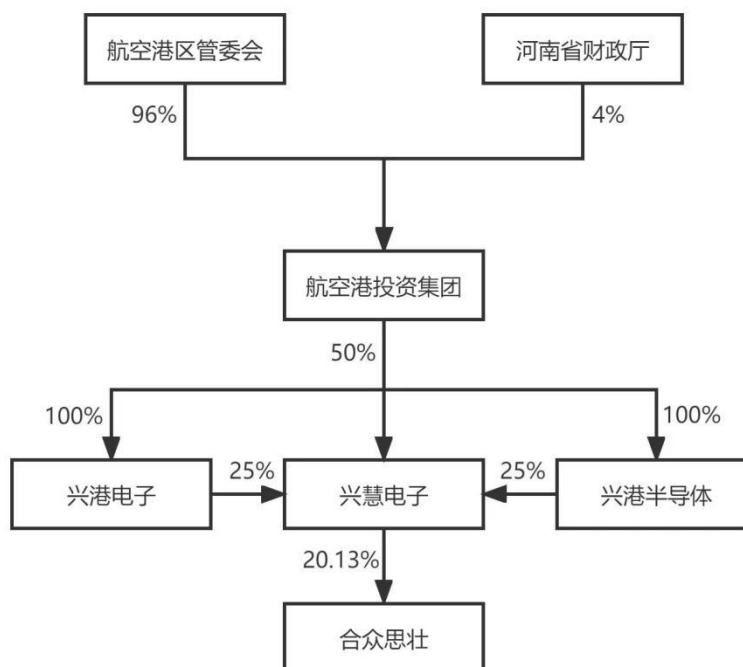 航空港区管委会
河南省财政厅
96%
4%
航空港投资集团
50%
100%
100%
兴港电子
25%
兴慧电子
25%
兴港半导体
20.13%
合众思壮